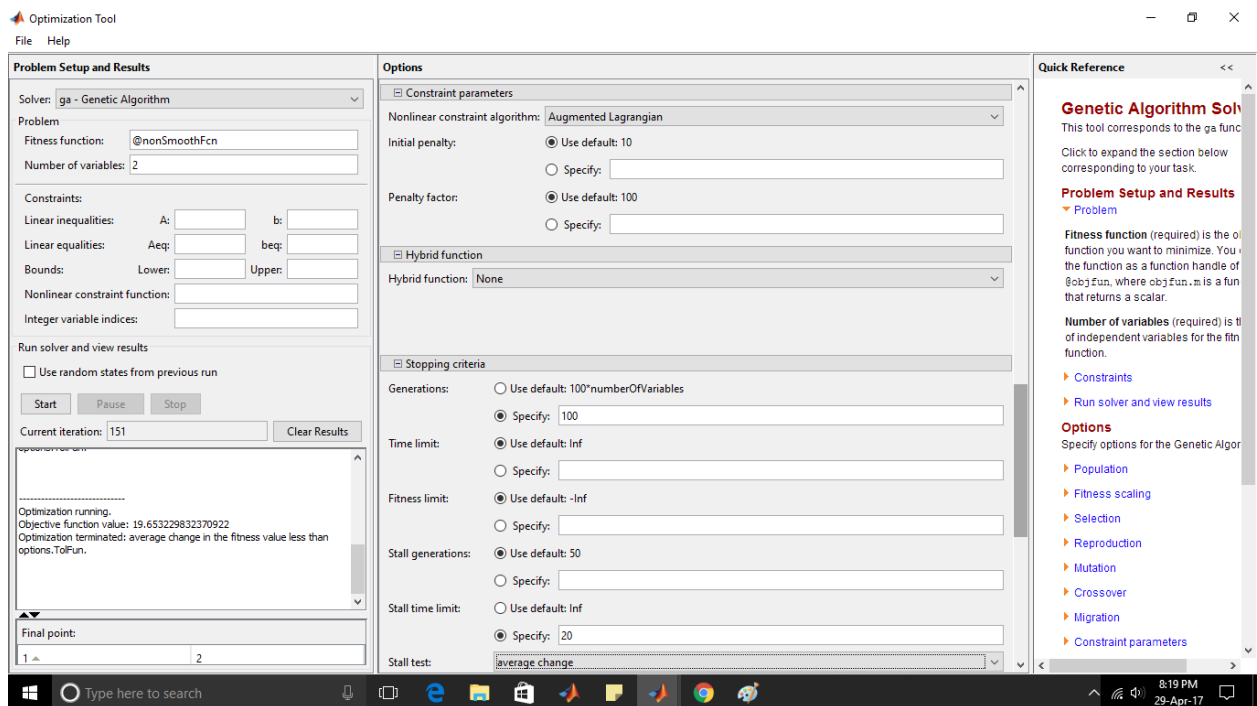 Optimization Tool
File Help
Problem Setup and Results
Solver: ga - Genetic Algorithm
Problem
Fitness function: @nonSmoothFcn
Number of variables: 2
Constraints:
Linear inequalities: A: b:
Linear equalities: Aeq: beq:
Bounds: Lower: Upper:
Nonlinear constraint function:
Integer variable indices:
Run solver and view results
Use random states from previous run
Start Pause Stop
Current iteration: 151 Clear Results
Optimization running.
Objective function value: 19.653229832370922
Optimization terminated: average change in the fitness value less than
options.TolFun.
Final point:
1 2
Options
Constraint parameters
Nonlinear constraint algorithm: Augmented Lagrangian
Initial penalty: Use default: 10
Specify:
Penalty factor: Use default: 100
Specify:
Hybrid function
Hybrid function: None
Stopping criteria
Generations: Use default: 100*numberOfVariables
Specify: 100
Time limit: Use default: Inf
Specify:
Fitness limit: Use default: -Inf
Specify:
Stall generations: Use default: 50
Specify:
Stall time limit: Use default: Inf
Specify: 20
Stall test: average change
Quick Reference <<
Genetic Algorithm Solv
This tool corresponds to the ga func
Click to expand the section below
corresponding to your task.
Problem Setup and Results
Problem
Fitness function (required) is the o
function you want to minimize. You
the function as a function handle of
@objfun, where objfun.m is a fun
that returns a scalar.
Number of variables (required) is t
of independent variables for the fitn
function.
Constraints
Run solver and view results
Options
Specify options for the Genetic Algor
Population
Fitness scaling
Selection
Reproduction
Mutation
Crossover
Migration
Constraint parameters
Type here to search
8:19 PM
29-Apr-17